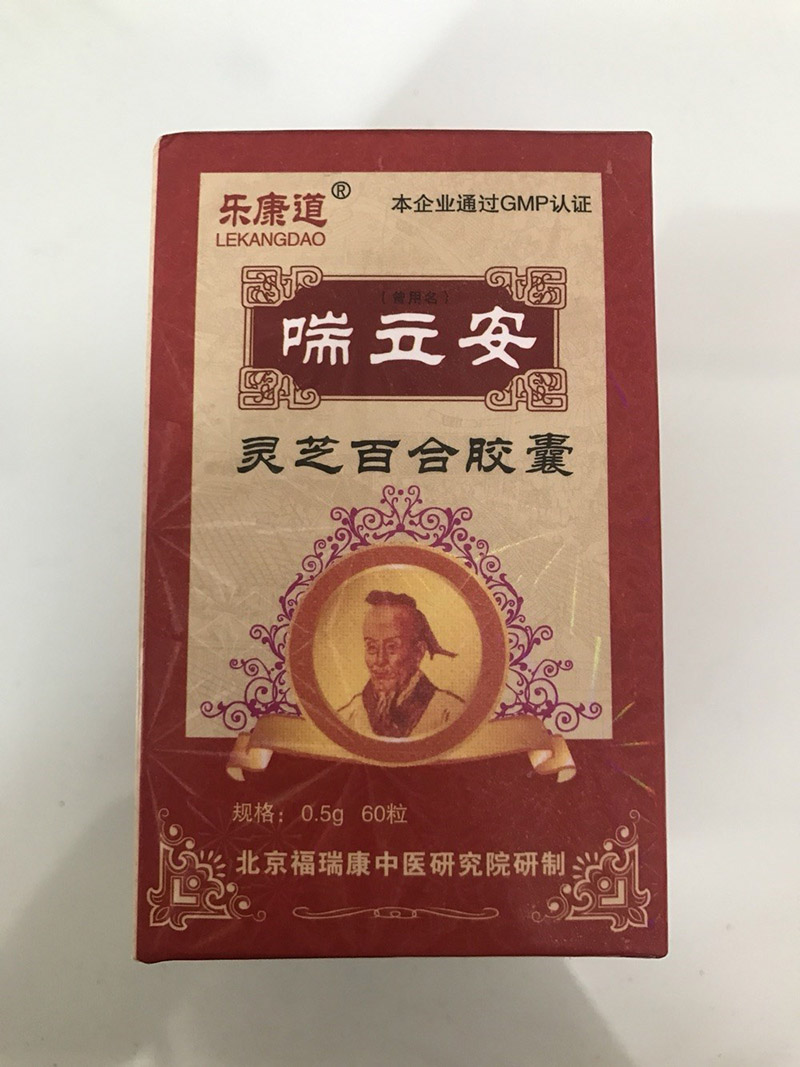 乐康道®
LEKANGDAO
本企业通过GMP认证
(曾用名)
喘立安
灵芝百合胶囊
规格：0.5g 60粒
北京福瑞康中医研究院研制